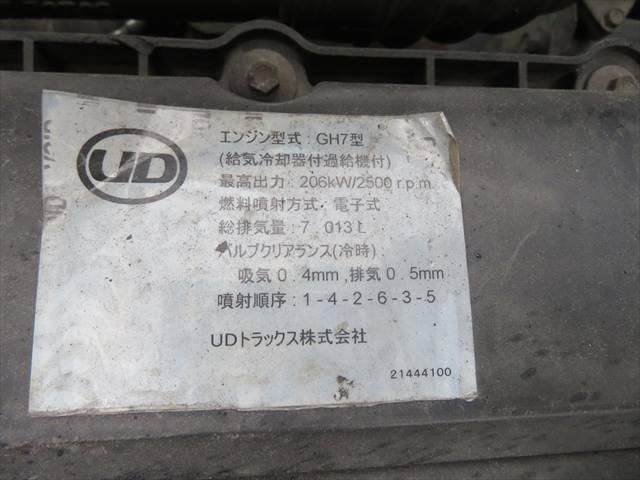 UD
エンジン型式：GH7型
(給気冷却器付過給機付)
最高出力：206kW/2500 r.p.m
燃料噴射方式 電子式
総排気量：7 013 L
バルブクリアランス(冷時)
吸気 0．4mm ,排気 0．5mm
噴射順序：1-4-2-6-3-5
UDトラックス株式会社
21444100